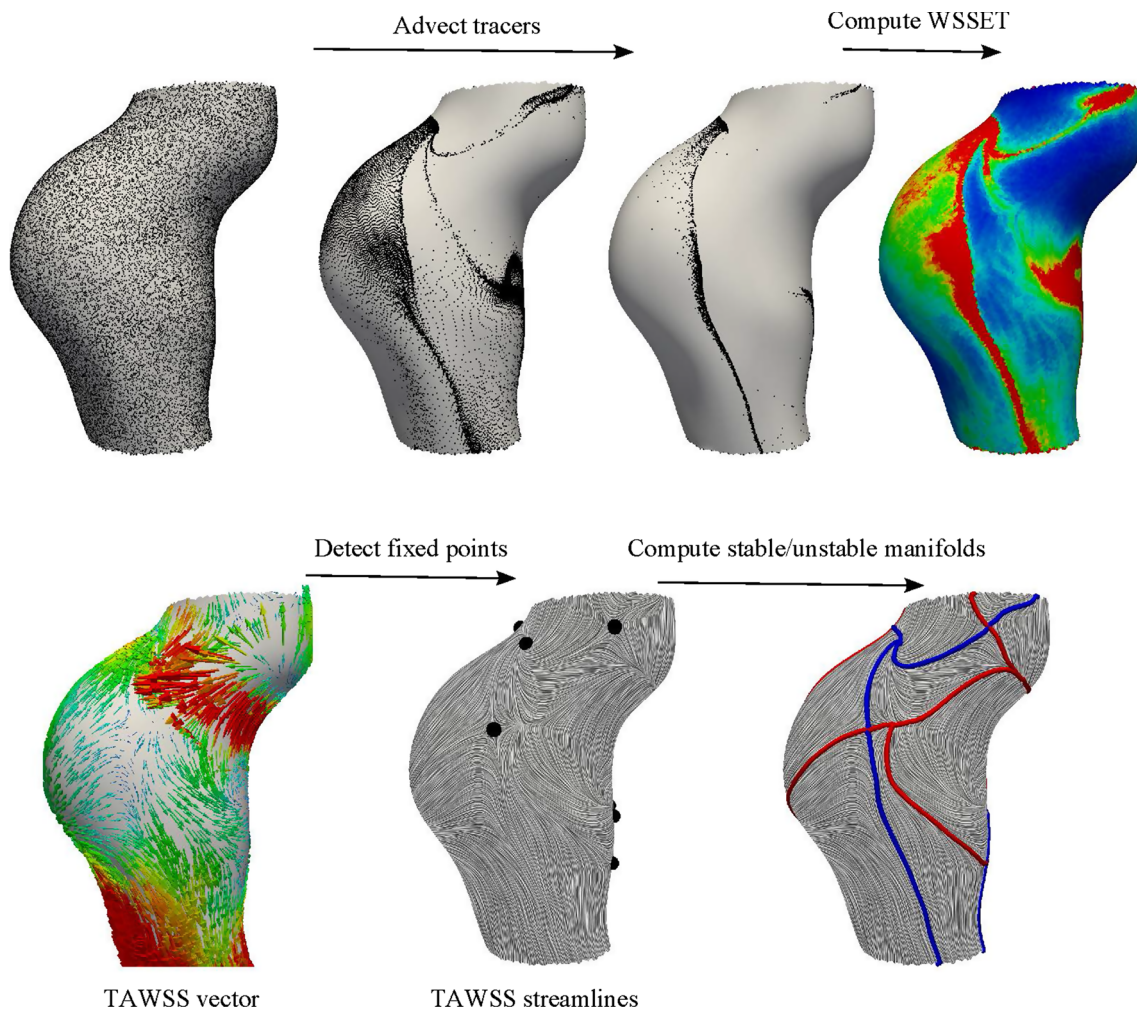 Advect tracers
Compute WSSET
Detect fixed points
Compute stable/unstable manifolds
TAWSS vector
TAWSS streamlines